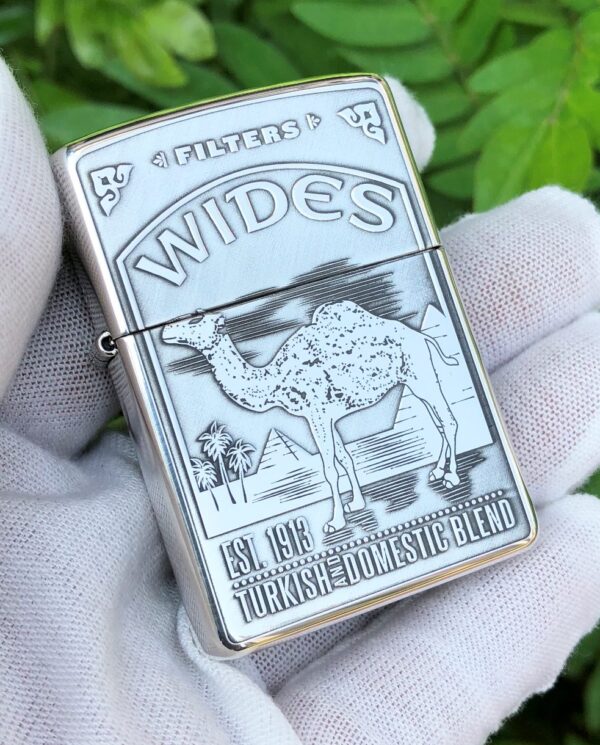 FILTERS
WIDES
EST. 1913
TURKISH AND DOMESTIC BLEND